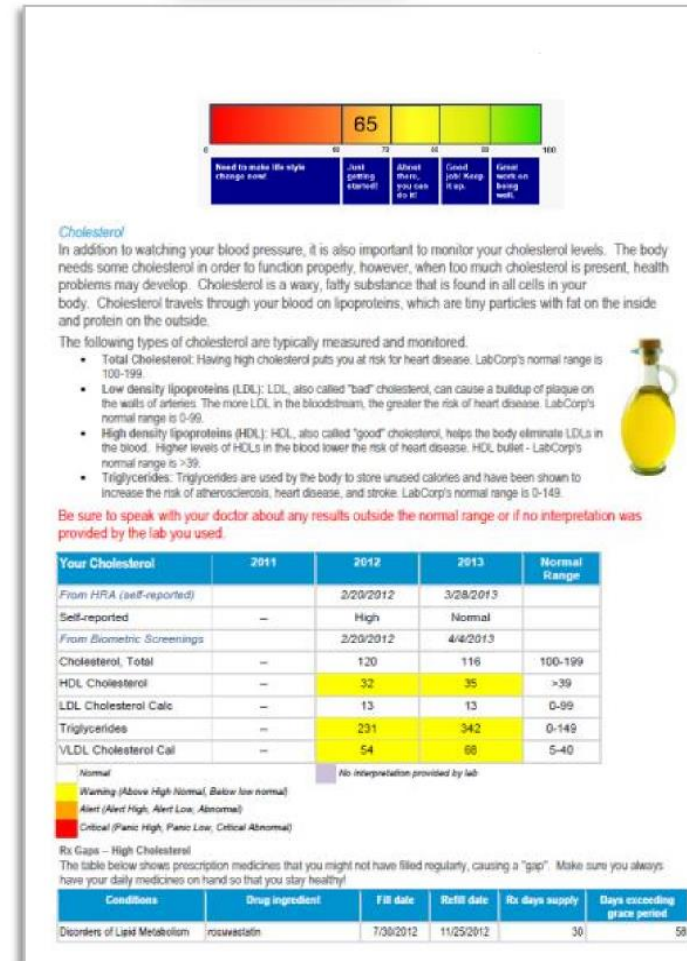 65
0 60 70 80 90 100
Need to make life style Just About Good Great
change now! getting there, job! Keep work on
started! you can it up. being
do it! well.
Cholesterol
In addition to watching your blood pressure, it is also important to monitor your cholesterol levels. The body
needs some cholesterol in order to function properly, however, when too much cholesterol is present, health
problems may develop. Cholesterol is a waxy, fatty substance that is found in all cells in your
body. Cholesterol travels through your blood on lipoproteins, which are tiny particles with fat on the inside
and protein on the outside.
The following types of cholesterol are typically measured and monitored.
• Total Cholesterol: Having high cholesterol puts you at risk for heart disease. LabCorp's normal range is
100-199.
• Low density lipoproteins (LDL): LDL, also called "bad" cholesterol, can cause a buildup of plaque on
the walls of arteries. The more LDL in the bloodstream, the greater the risk of heart disease. LabCorp's
normal range is 0-99.
• High density lipoproteins (HDL): HDL, also called "good" cholesterol, helps the body eliminate LDLs in
the blood. Higher levels of HDLs in the blood lower the risk of heart disease. HDL bullet - LabCorp's
normal range is >39.
• Triglycerides: Triglycerides are used by the body to store unused calories and have been shown to
increase the risk of atherosclerosis, heart disease, and stroke. LabCorp's normal range is 0-149.
Be sure to speak with your doctor about any results outside the normal range or if no interpretation was
provided by the lab you used.
Your Cholesterol 2011 2012 2013 Normal
Range
From HRA (self-reported) 2/20/2012 3/28/2013
Self-reported -- High Normal
From Biometric Screenings 2/20/2012 4/4/2013
Cholesterol, Total -- 120 116 100-199
HDL Cholesterol -- 32 35 >39
LDL Cholesterol Calc -- 13 13 0-99
Triglycerides -- 231 342 0-149
VLDL Cholesterol Cal -- 54 68 5-40
Normal No interpretation provided by lab
Warning (Above High Normal, Below low normal)
Alert (Alert High, Alert Low, Abnormal)
Critical (Panic High, Panic Low, Critical Abnormal)
Rx Gaps – High Cholesterol
The table below shows prescription medicines that you might not have filled regularly, causing a "gap". Make sure you always
have your daily medicines on hand so that you stay healthy!
Conditions Drug ingredient Fill date Refill date Rx days supply Days exceeding
grace period
Disorders of Lipid Metabolism rosuvastatin 7/30/2012 11/25/2012 30 58